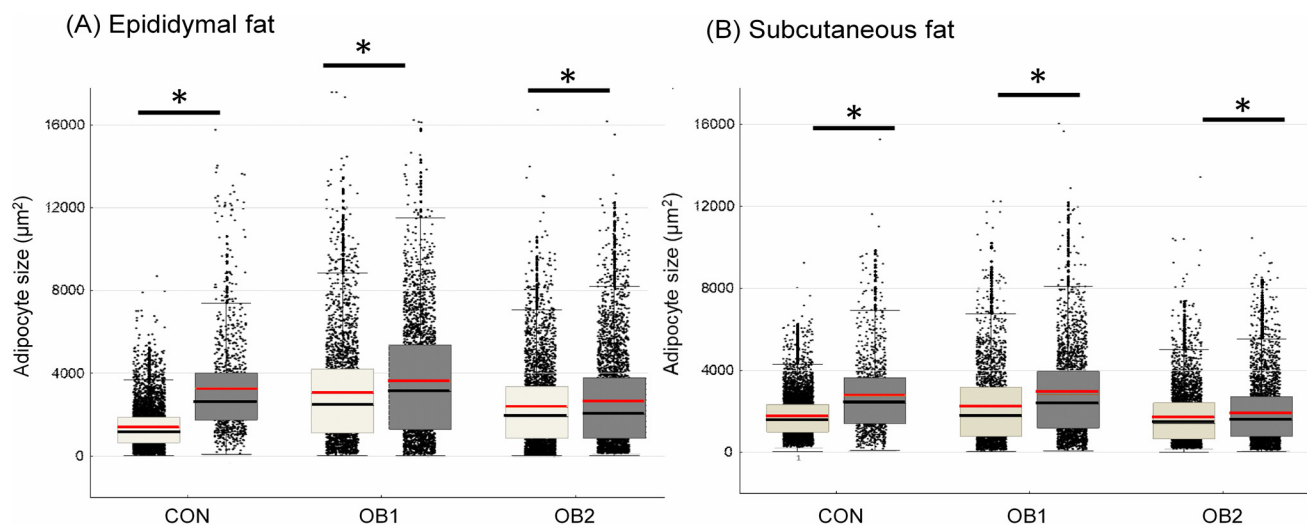 (A) Epididymal fat
(B) Subcutaneous fat
* * *
* * *
Adipocyte size (µm²)
16000
12000
8000
4000
0
CON OB1 OB2
Adipocyte size (µm²)
16000
12000
8000
4000
0
1
CON OB1 OB2